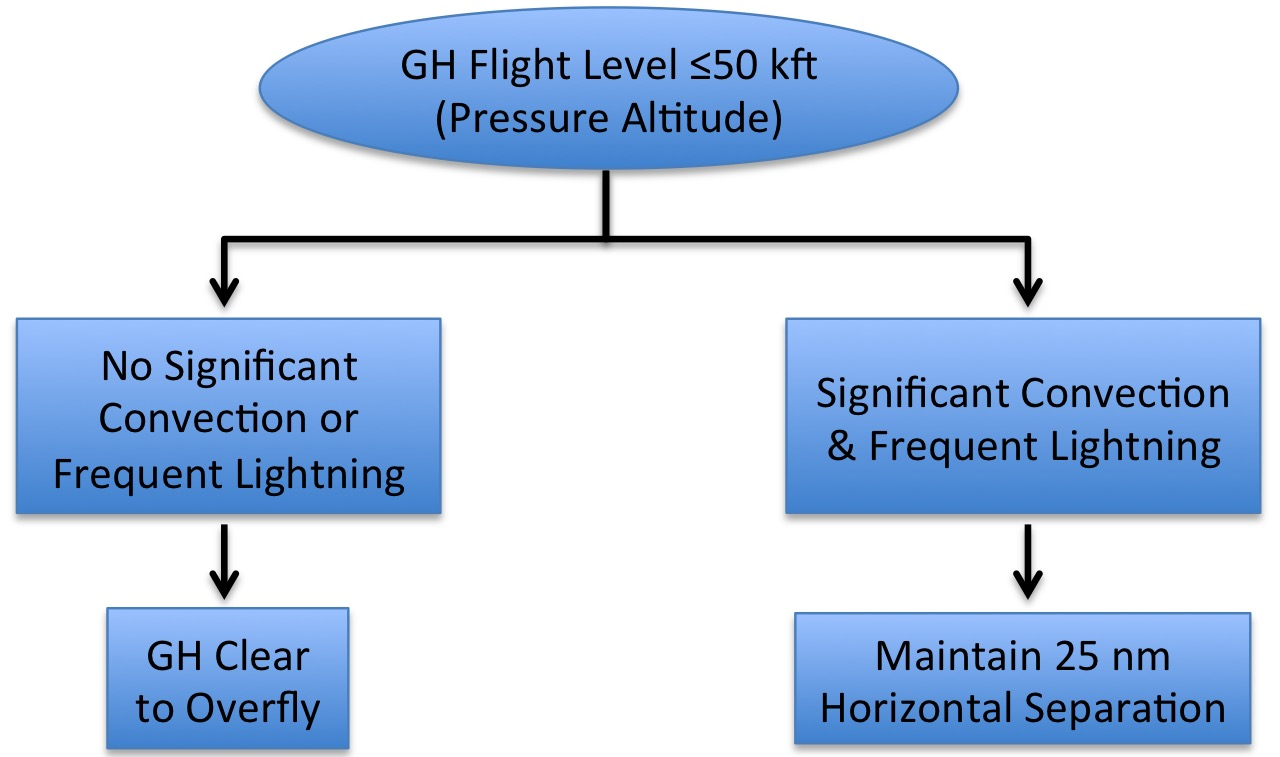 GH Flight Level ≤50 kft
(Pressure Altitude)
No Significant
Convection or
Frequent Lightning
Significant Convection
& Frequent Lightning
GH Clear
to Overfly
Maintain 25 nm
Horizontal Separation